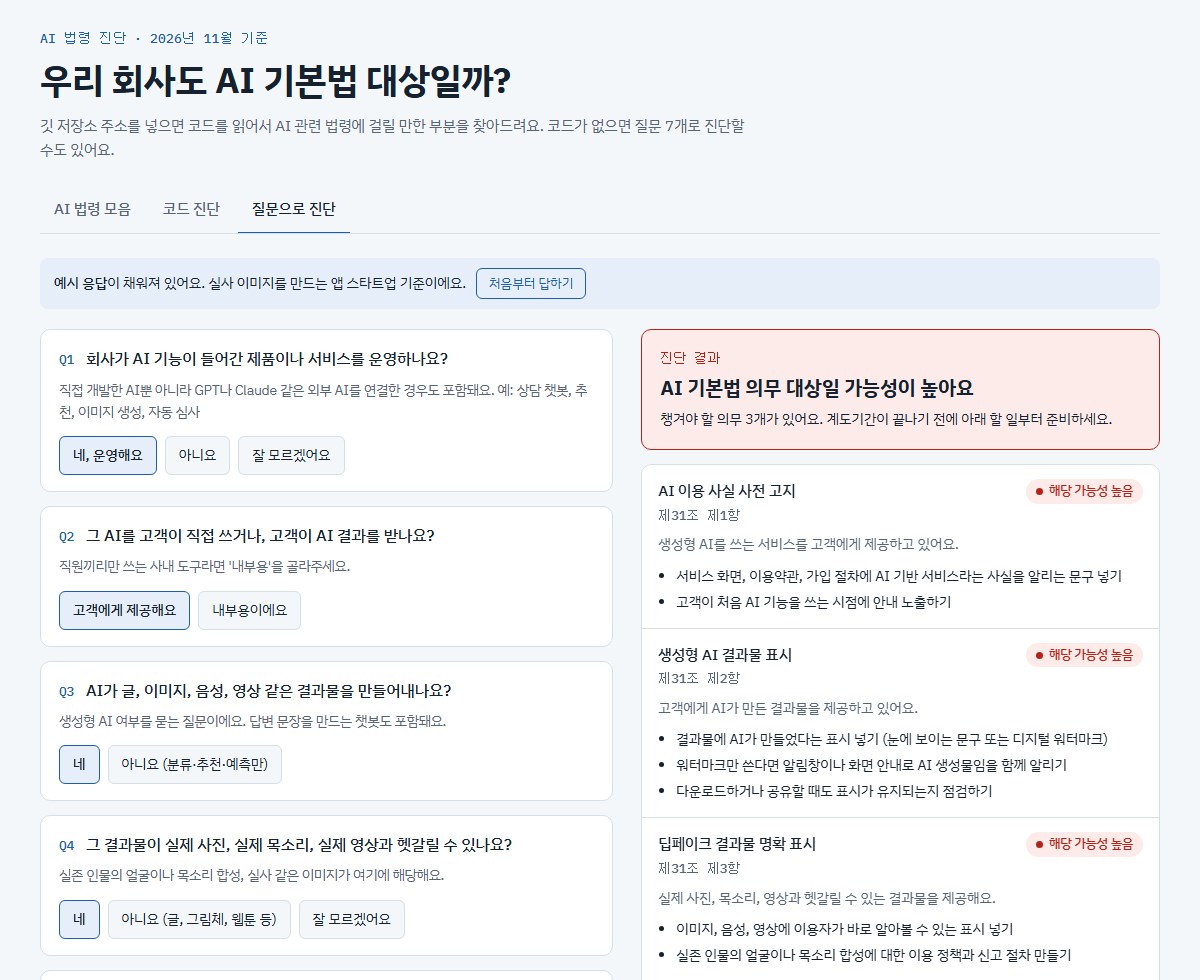 AI 법령 진단 · 2026년 11월 기준
우리 회사도 AI 기본법 대상일까?
깃 저장소 주소를 넣으면 코드를 읽어서 AI 관련 법령에 걸릴 만한 부분을 찾아드려요. 코드가 없으면 질문 7개로 진단할
수도 있어요.
AI 법령 모음
코드 진단
질문으로 진단
예시 응답이 채워져 있어요. 실사 이미지를 만드는 앱 스타트업 기준이에요.
처음부터 답하기
Q1 회사가 AI 기능이 들어간 제품이나 서비스를 운영하나요?
직접 개발한 AI뿐 아니라 GPT나 Claude 같은 외부 AI를 연결한 경우도 포함돼요. 예: 상담 챗봇, 추
천, 이미지 생성, 자동 심사
네, 운영해요
아니요
잘 모르겠어요
Q2 그 AI를 고객이 직접 쓰거나, 고객이 AI 결과를 받나요?
직원끼리만 쓰는 사내 도구라면 '내부용'을 골라주세요.
고객에게 제공해요
내부용이에요
Q3 AI가 글, 이미지, 음성, 영상 같은 결과물을 만들어내나요?
생성형 AI 여부를 묻는 질문이에요. 답변 문장을 만드는 챗봇도 포함돼요.
네
아니요 (분류·추천·예측만)
Q4 그 결과물이 실제 사진, 실제 목소리, 실제 영상과 헷갈릴 수 있나요?
실존 인물의 얼굴이나 목소리 합성, 실사 같은 이미지가 여기에 해당해요.
네
아니요 (글, 그림체, 웹툰 등)
잘 모르겠어요
진단 결과
AI 기본법 의무 대상일 가능성이 높아요
챙겨야 할 의무 3개가 있어요. 계도기간이 끝나기 전에 아래 할 일부터 준비하세요.
AI 이용 사실 사전 고지
해당 가능성 높음
제31조 제1항
생성형 AI를 쓰는 서비스를 고객에게 제공하고 있어요.
• 서비스 화면, 이용약관, 가입 절차에 AI 기반 서비스라는 사실을 알리는 문구 넣기
• 고객이 처음 AI 기능을 쓰는 시점에 안내 노출하기
생성형 AI 결과물 표시
해당 가능성 높음
제31조 제2항
고객에게 AI가 만든 결과물을 제공하고 있어요.
• 결과물에 AI가 만들었다는 표시 넣기 (눈에 보이는 문구 또는 디지털 워터마크)
• 워터마크만 쓴다면 알림창이나 화면 안내로 AI 생성물임을 함께 알리기
• 다운로드하거나 공유할 때도 표시가 유지되는지 점검하기
딥페이크 결과물 명확 표시
해당 가능성 높음
제31조 제3항
실제 사진, 목소리, 영상과 헷갈릴 수 있는 결과물을 제공해요.
• 이미지, 음성, 영상에 이용자가 바로 알아볼 수 있는 표시 넣기
• 실존 인물의 얼굴이나 목소리 합성에 대한 이용 정책과 신고 절차 만들기